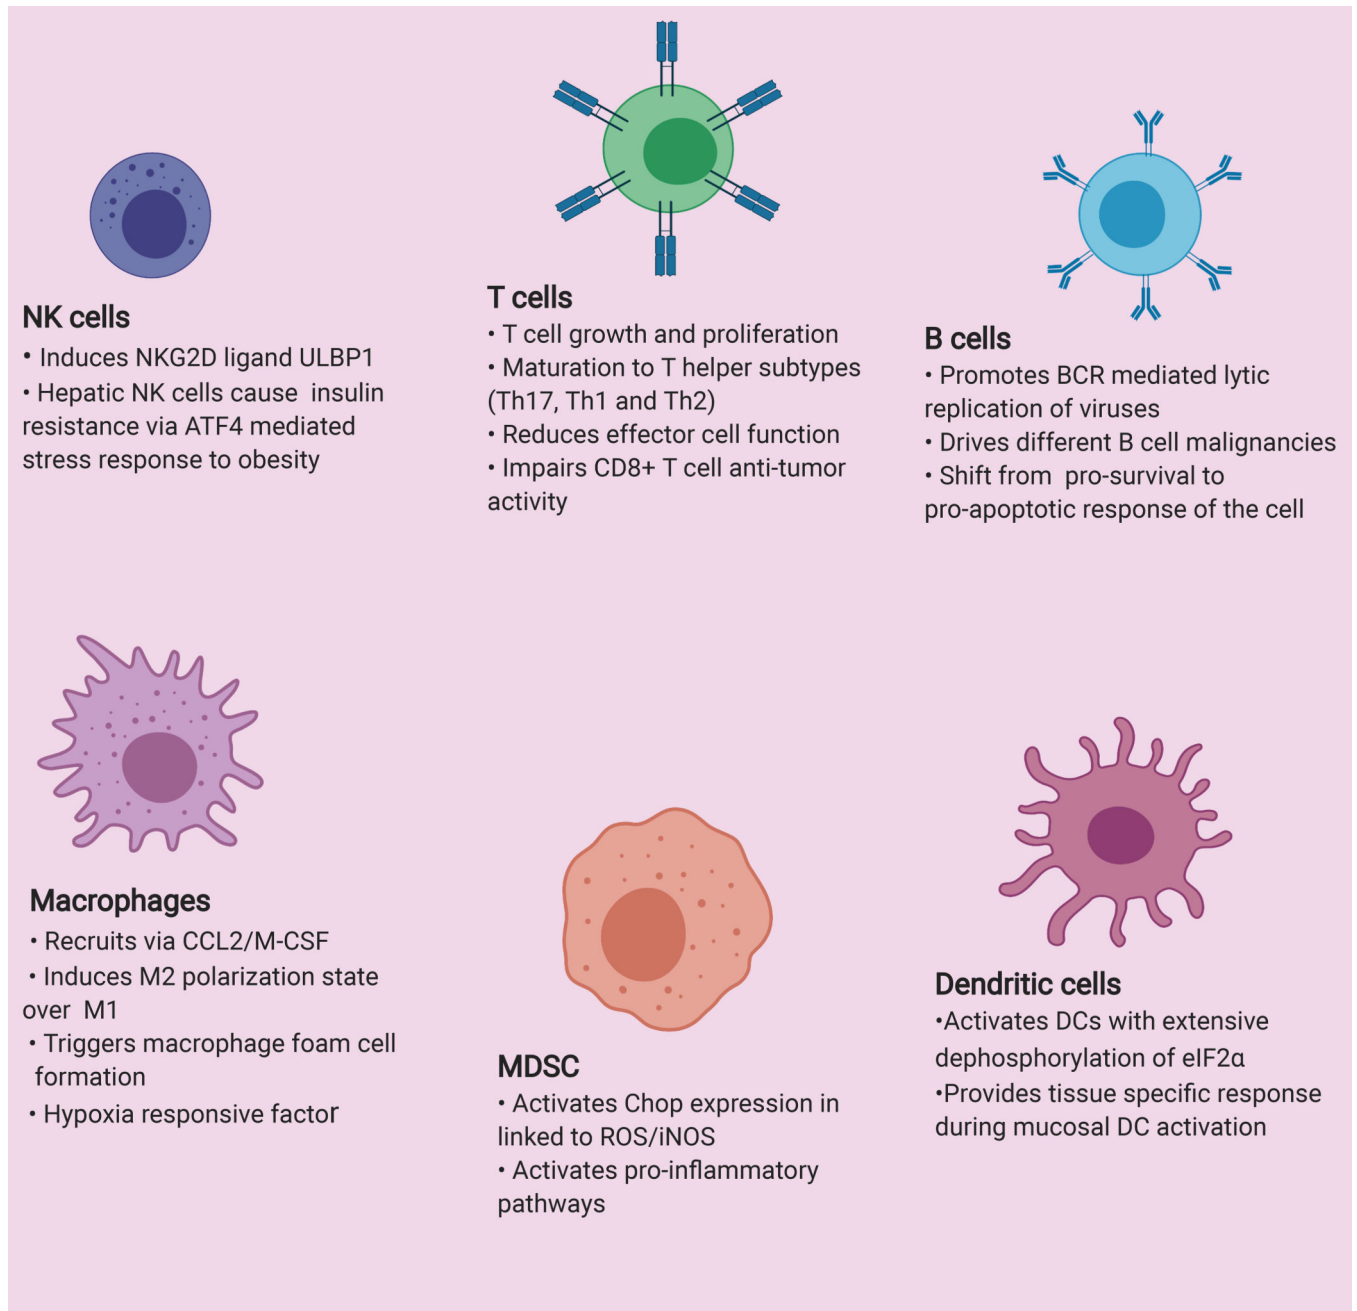 NK cells
• Induces NKG2D ligand ULBP1
• Hepatic NK cells cause insulin
resistance via ATF4 mediated
stress response to obesity
T cells
• T cell growth and proliferation
• Maturation to T helper subtypes
(Th17, Th1 and Th2)
• Reduces effector cell function
• Impairs CD8+ T cell anti-tumor
activity
B cells
• Promotes BCR mediated lytic
replication of viruses
• Drives different B cell malignancies
• Shift from pro-survival to
pro-apoptotic response of the cell
Macrophages
• Recruits via CCL2/M-CSF
• Induces M2 polarization state
over M1
• Triggers macrophage foam cell
formation
• Hypoxia responsive factor
MDSC
• Activates Chop expression in
linked to ROS/iNOS
• Activates pro-inflammatory
pathways
Dendritic cells
•Activates DCs with extensive
dephosphorylation of eIF2α
•Provides tissue specific response
during mucosal DC activation